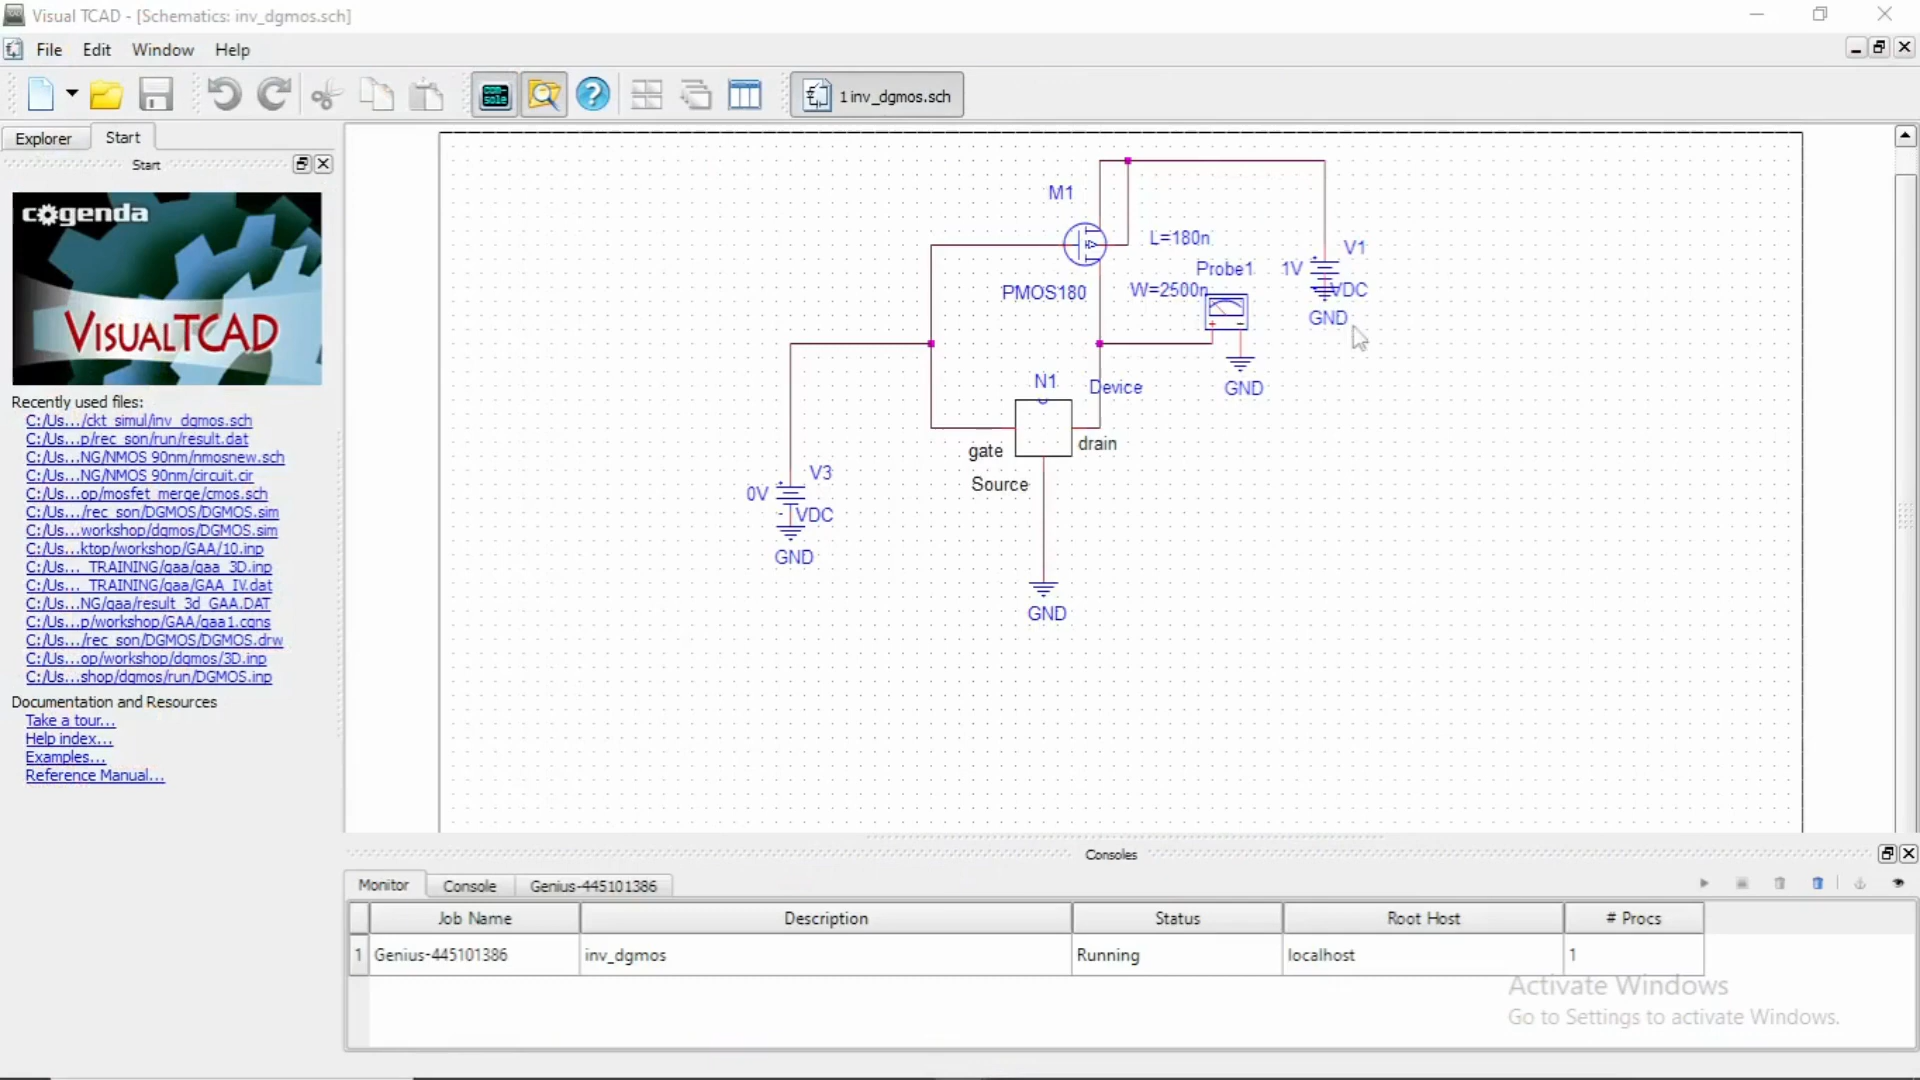 Visual TCAD - [Schematics: inv_dgmos.sch]
File Edit Window Help
console
1 inv_dgmos.sch
Explorer Start
Start
cogenda
VISUALTCAD
Recently used files:
C:/Us.../ckt_simul/inv_dgmos.sch
C:/Us...p/rec_son/run/result.dat
C:/Us...NG/NMOS 90nm/nmosnew.sch
C:/Us...NG/NMOS 90nm/circuit.cir
C:/Us...op/mosfet_merge/cmos.sch
C:/Us.../rec_son/DGMOS/DGMOS.sim
C:/Us...workshop/dgmos/DGMOS.sim
C:/Us...ktop/workshop/GAA/10.inp
C:/Us..._TRAINING/gaa/gaa_3D.inp
C:/Us..._TRAINING/gaa/GAA_IV.dat
C:/Us...NG/gaa/result_3d_GAA.DAT
C:/Us...p/workshop/GAA/gaa1.cgns
C:/Us.../rec_son/DGMOS/DGMOS.drw
C:/Us...op/workshop/dgmos/3D.inp
C:/Us...shop/dgmos/run/DGMOS.inp
Documentation and Resources
Take a tour...
Help index...
Examples...
Reference Manual...
M1
L=180n
V1
Probe1
1V
PMOS180
W=2500n
VDC
GND
N1
Device
GND
gate
drain
V3
Source
0V
VDC
GND
GND
Consoles
Monitor Console Genius-445101386
Job Name Description Status Root Host # Procs
1 Genius-445101386 inv_dgmos Running localhost 1
Activate Windows
Go to Settings to activate Windows.